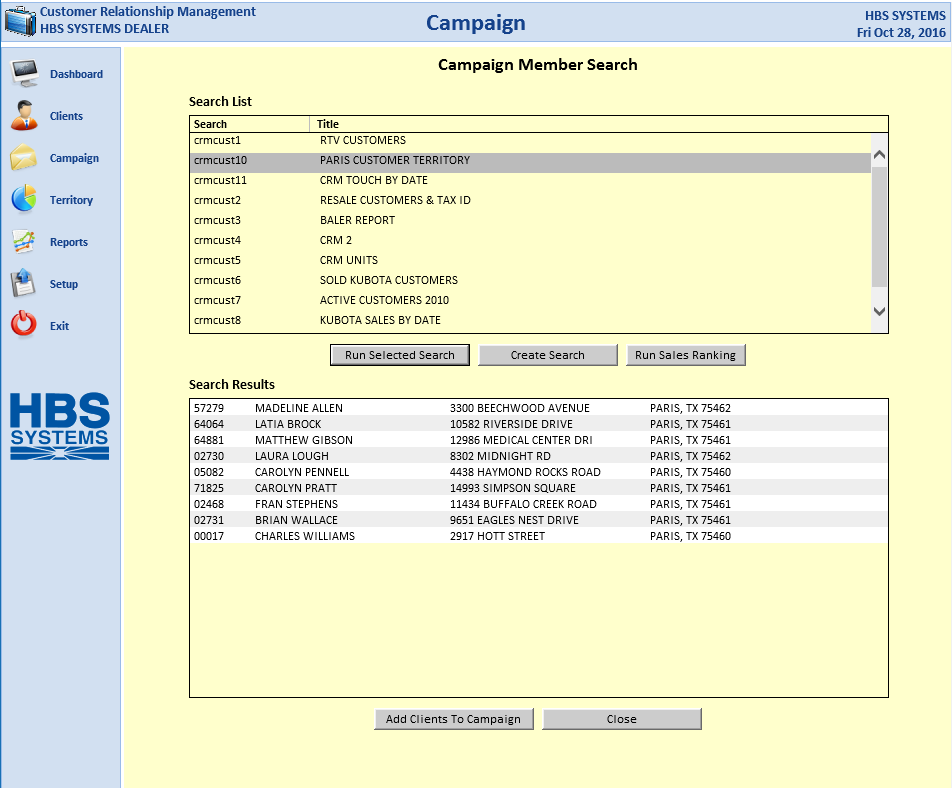 Customer Relationship Management
HBS SYSTEMS DEALER
Campaign
HBS SYSTEMS
Fri Oct 28, 2016
Dashboard
Clients
Campaign
Territory
Reports
Setup
Exit
HBS
SYSTEMS
Campaign Member Search
Search List
Search Title
crmcust1 RTV CUSTOMERS
crmcust10 PARIS CUSTOMER TERRITORY
crmcust11 CRM TOUCH BY DATE
crmcust2 RESALE CUSTOMERS & TAX ID
crmcust3 BALER REPORT
crmcust4 CRM 2
crmcust5 CRM UNITS
crmcust6 SOLD KUBOTA CUSTOMERS
crmcust7 ACTIVE CUSTOMERS 2010
crmcust8 KUBOTA SALES BY DATE
Run Selected Search Create Search Run Sales Ranking
Search Results
57279 MADELINE ALLEN 3300 BEECHWOOD AVENUE PARIS, TX 75462
64064 LATIA BROCK 10582 RIVERSIDE DRIVE PARIS, TX 75461
64881 MATTHEW GIBSON 12986 MEDICAL CENTER DRI PARIS, TX 75461
02730 LAURA LOUGH 8302 MIDNIGHT RD PARIS, TX 75462
05082 CAROLYN PENNELL 4438 HAYMOND ROCKS ROAD PARIS, TX 75460
71825 CAROLYN PRATT 14993 SIMPSON SQUARE PARIS, TX 75461
02468 FRAN STEPHENS 11434 BUFFALO CREEK ROAD PARIS, TX 75461
02731 BRIAN WALLACE 9651 EAGLES NEST DRIVE PARIS, TX 75461
00017 CHARLES WILLIAMS 2917 HOTT STREET PARIS, TX 75460
Add Clients To Campaign Close